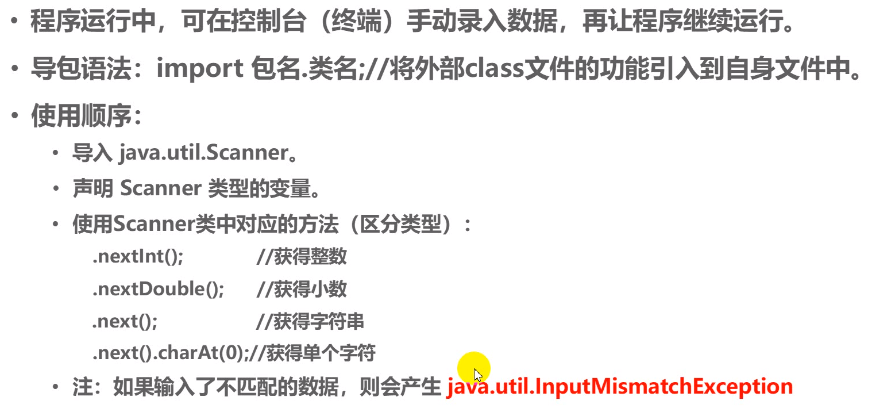 • 程序运行中，可在控制台（终端）手动录入数据，再让程序继续运行。
• 导包语法：import 包名.类名;//将外部class文件的功能引入到自身文件中。
• 使用顺序：
• 导入 java.util.Scanner。
• 声明 Scanner 类型的变量。
• 使用Scanner类中对应的方法（区分类型）：
.nextInt(); //获得整数
.nextDouble(); //获得小数
.next(); //获得字符串
.next().charAt(0);//获得单个字符
• 注：如果输入了不匹配的数据，则会产生 java.util.InputMismatchException